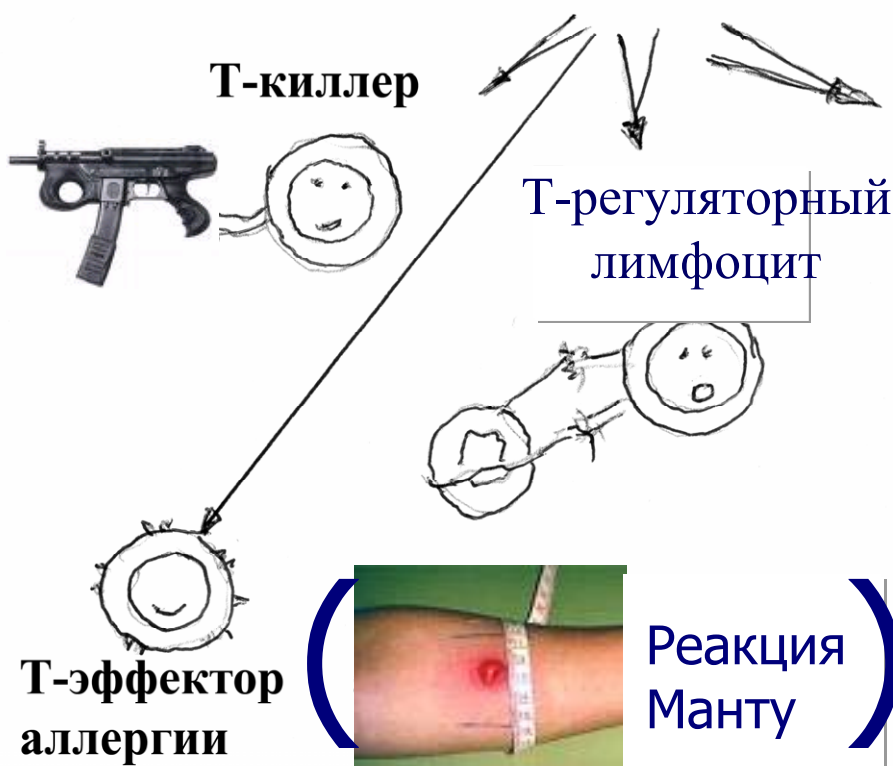 Т-киллер
Т-регуляторный
лимфоцит
Т-эффектор
аллергии
(
Реакция
Манту
)